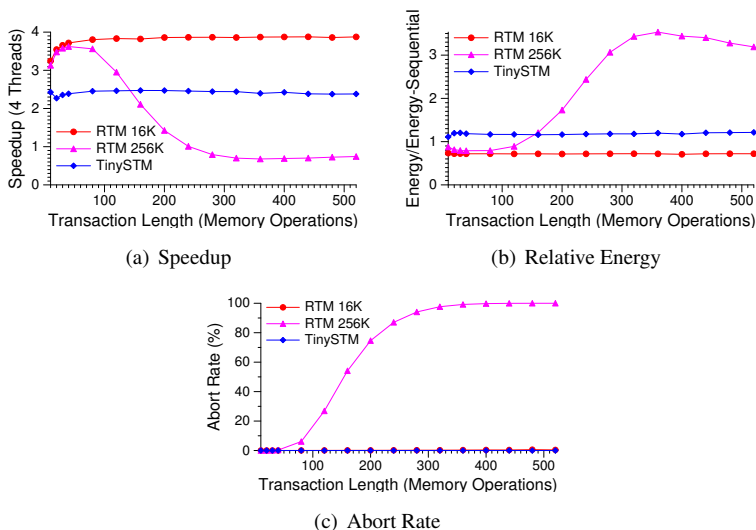 4
3
2
1
0
Speedup (4 Threads)
RTM 16K
RTM 256K
TinySTM
100 200 300 400 500
Transaction Length (Memory Operations)
(a) Speedup
3
2
1
0
Energy/Energy-Sequential
RTM 16K
RTM 256K
TinySTM
100 200 300 400 500
Transaction Length (Memory Operations)
(b) Relative Energy
100
80
60
40
20
0
Abort Rate (%)
RTM 16K
RTM 256K
TinySTM
100 200 300 400 500
Transaction Length (Memory Operations)
(c) Abort Rate